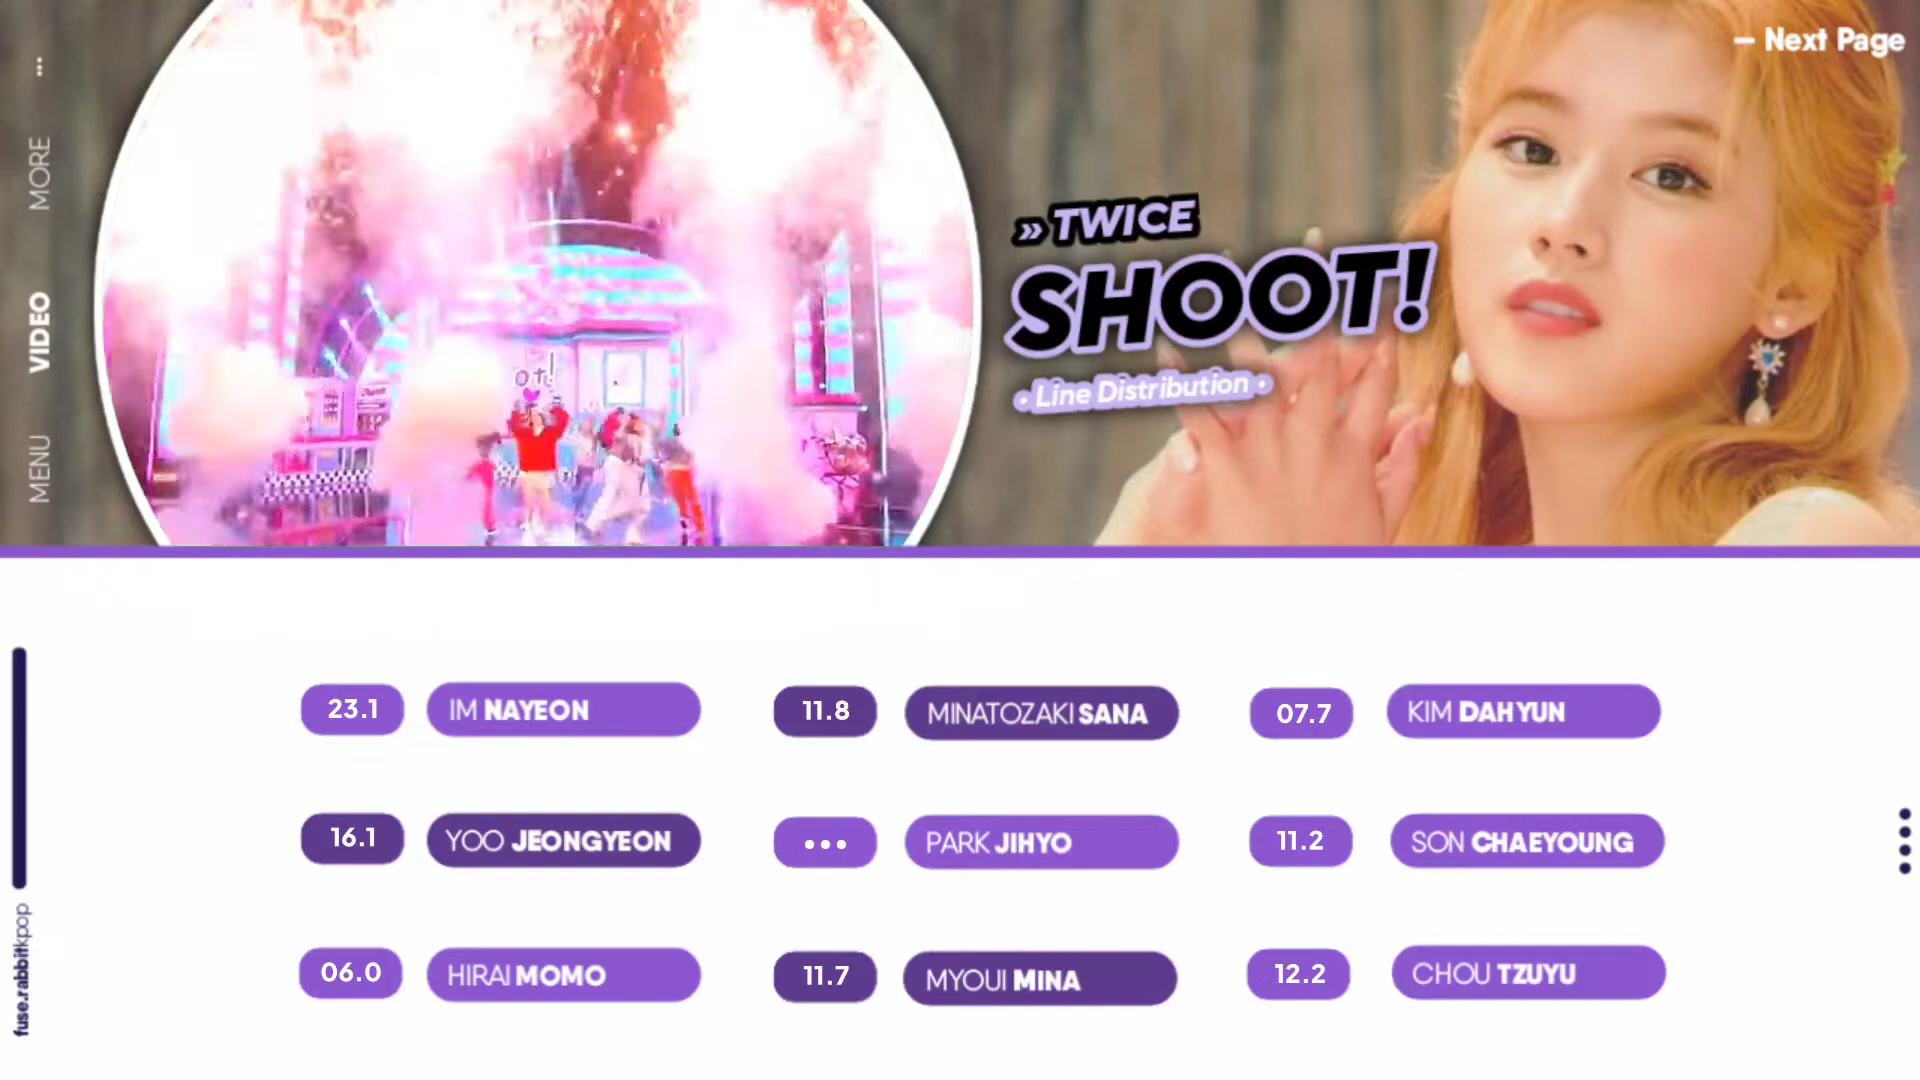 ...
MORE
VIDEO
MENU
— Next Page
» TWICE
SHOOT!
• Line Distribution •
ot!
23.1 IM NAYEON
11.8 MINATOZAKI SANA
07.7 KIM DAHYUN
16.1 YOO JEONGYEON
... PARK JIHYO
11.2 SON CHAEYOUNG
06.0 HIRAI MOMO
11.7 MYOUI MINA
12.2 CHOU TZUYU
fuse.rabbitkpop